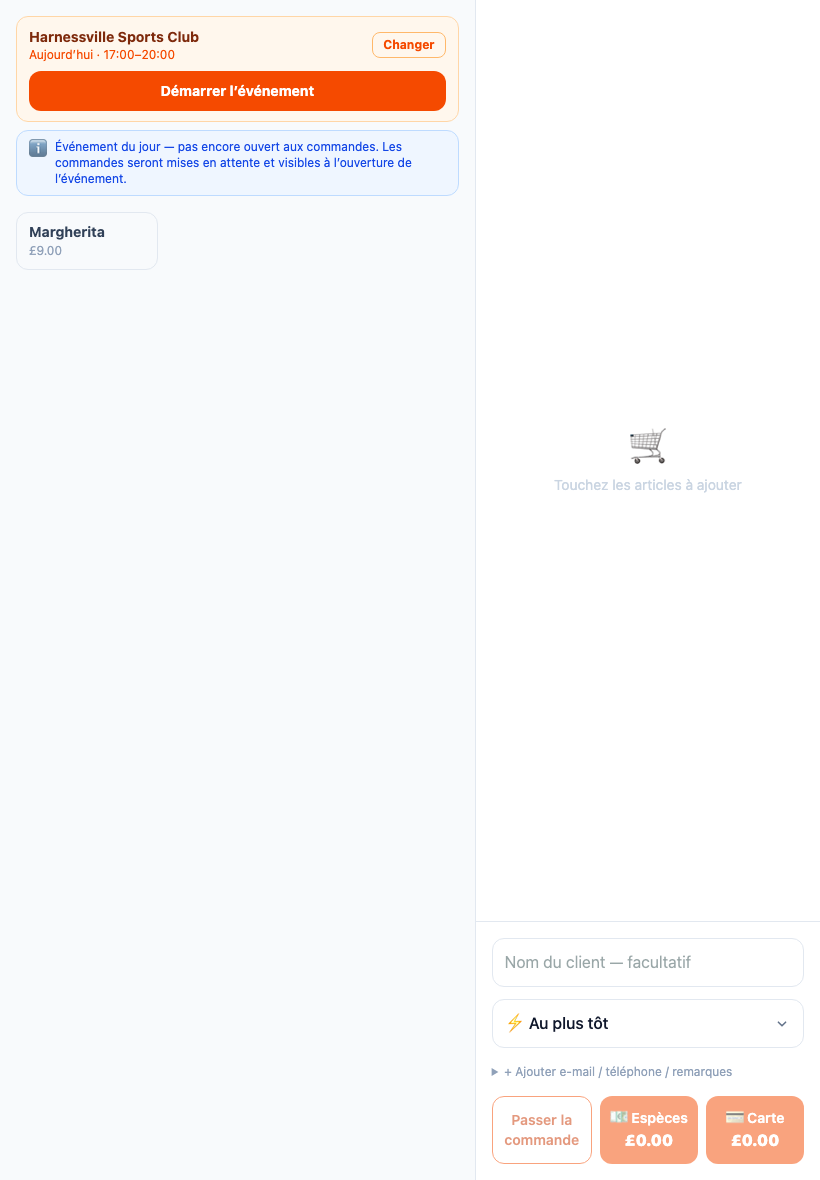 Harnessville Sports Club
Aujourd’hui · 17:00–20:00
Changer
Démarrer l’événement
Événement du jour — pas encore ouvert aux commandes. Les
commandes seront mises en attente et visibles à l’ouverture de
l’événement.
Margherita
£9.00
Touchez les articles à ajouter
Nom du client — facultatif
Au plus tôt
+ Ajouter e-mail / téléphone / remarques
Passer la
commande
Espèces
£0.00
Carte
£0.00